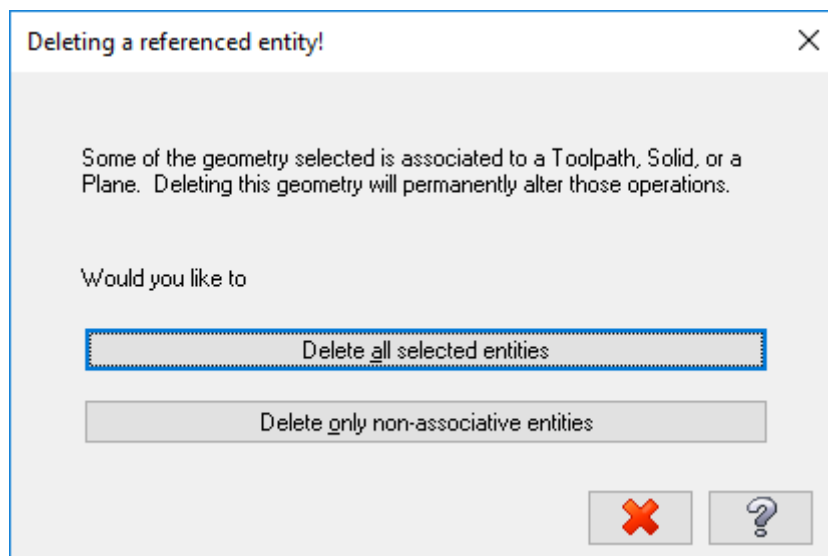 Deleting a referenced entity!
Some of the geometry selected is associated to a Toolpath, Solid, or a
Plane.  Deleting this geometry will permanently alter those operations.
Would you like to
Delete all selected entities
Delete only non-associative entities